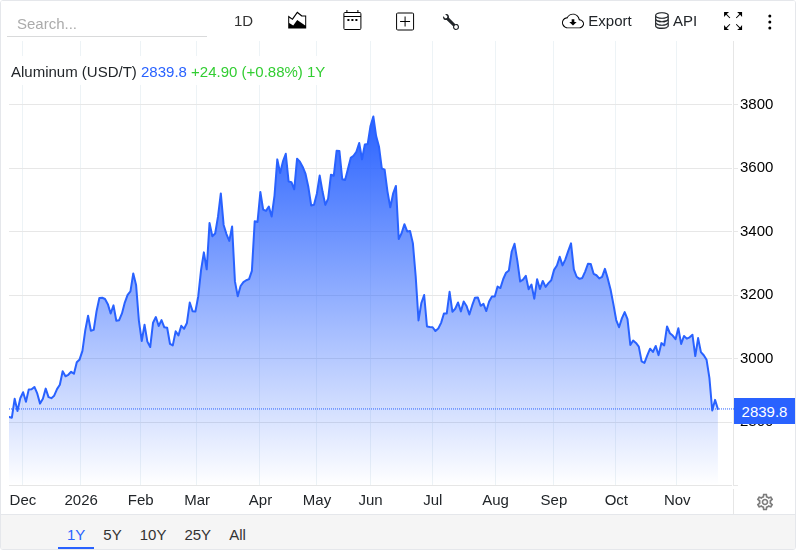 Search... 1D Export API
Aluminum (USD/T) 2839.8 +24.90 (+0.88%) 1Y
3800
3600
3400
3200
3000
2839.8
2800
Dec 2026 Feb Mar Apr May Jun Jul Aug Sep Oct Nov
1Y 5Y 10Y 25Y All